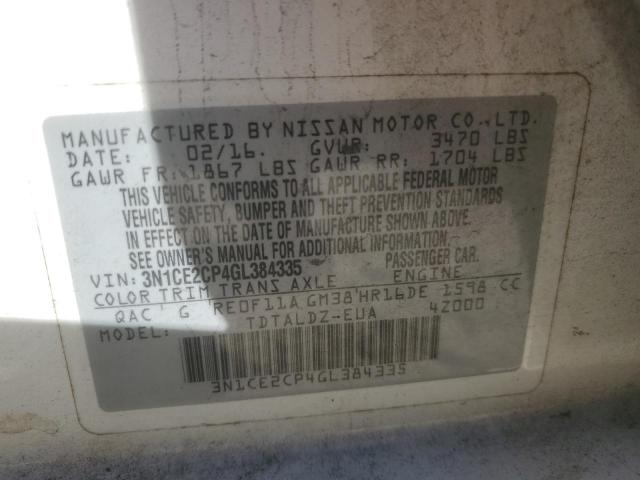 MANUFACTURED BY NISSAN MOTOR CO.,LTD.
DATE: 02/16. GVWR: 3470 LBS
GAWR FR: 1867 LBS GAWR RR: 1704 LBS
THIS VEHICLE CONFORMS TO ALL APPLICABLE FEDERAL MOTOR
VEHICLE SAFETY, BUMPER AND THEFT PREVENTION STANDARDS
IN EFFECT ON THE DATE OF MANUFACTURE SHOWN ABOVE.
SEE OWNER'S MANUAL FOR ADDITIONAL INFORMATION.
VIN: 3N1CE2CP4GL384335 PASSENGER CAR.
COLOR TRIM TRANS AXLE ENGINE
QAC G RE0F11A GM38 HR16DE 1598 CC
MODEL: TDTALDZ-EUA 4Z000
3N1CE2CP4GL384335